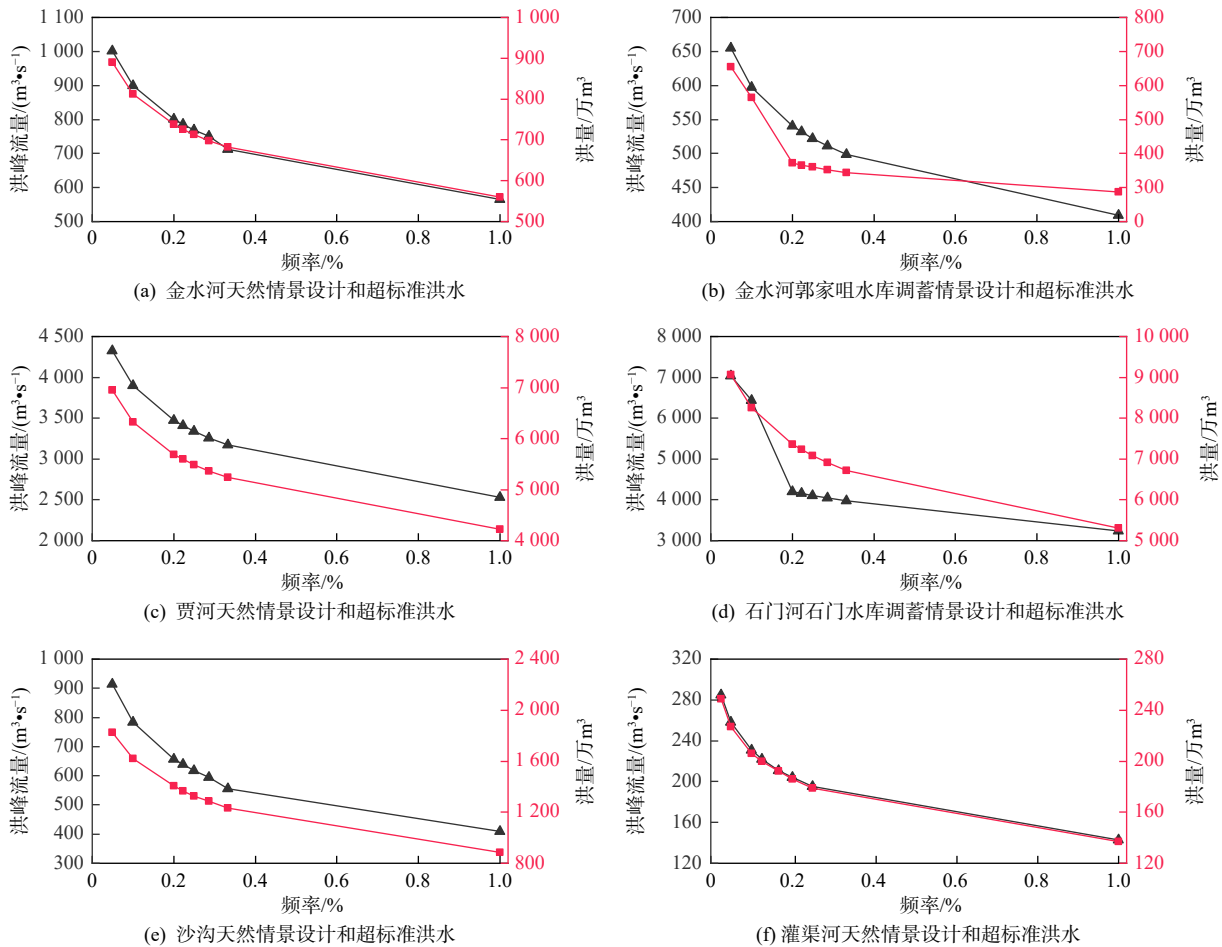 1 100
1 000
900
800
700
600
500
洪峰流量/(m³•s⁻¹)
1 000
900
800
700
600
500
洪量/万m³
0 0.2 0.4 0.6 0.8 1.0
频率/%
(a) 金水河天然情景设计和超标准洪水
700
650
600
550
500
450
400
洪峰流量/(m³•s⁻¹)
800
700
600
500
400
300
200
100
0
洪量/万m³
0 0.2 0.4 0.6 0.8 1.0
频率/%
(b) 金水河郭家咀水库调蓄情景设计和超标准洪水
4 500
4 000
3 500
3 000
2 500
2 000
洪峰流量/(m³•s⁻¹)
8 000
7 000
6 000
5 000
4 000
洪量/万m³
0 0.2 0.4 0.6 0.8 1.0
频率/%
(c) 贾河天然情景设计和超标准洪水
8 000
7 000
6 000
5 000
4 000
3 000
洪峰流量/(m³•s⁻¹)
10 000
9 000
8 000
7 000
6 000
5 000
洪量/万m³
0 0.2 0.4 0.6 0.8 1.0
频率/%
(d) 石门河石门水库调蓄情景设计和超标准洪水
1 000
900
800
700
600
500
400
300
洪峰流量/(m³•s⁻¹)
2 400
2 000
1 600
1 200
800
洪量/万m³
0 0.2 0.4 0.6 0.8 1.0
频率/%
(e) 沙沟天然情景设计和超标准洪水
320
280
240
200
160
120
洪峰流量/(m³•s⁻¹)
280
240
200
160
120
洪量/万m³
0 0.2 0.4 0.6 0.8 1.0
频率/%
(f) 灌渠河天然情景设计和超标准洪水